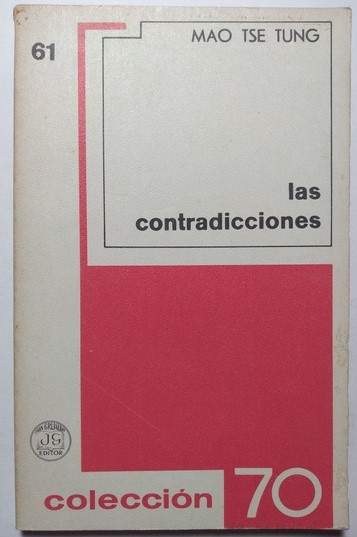 61
MAO TSE TUNG
las
contradicciones
JG
EDITOR
colección 70